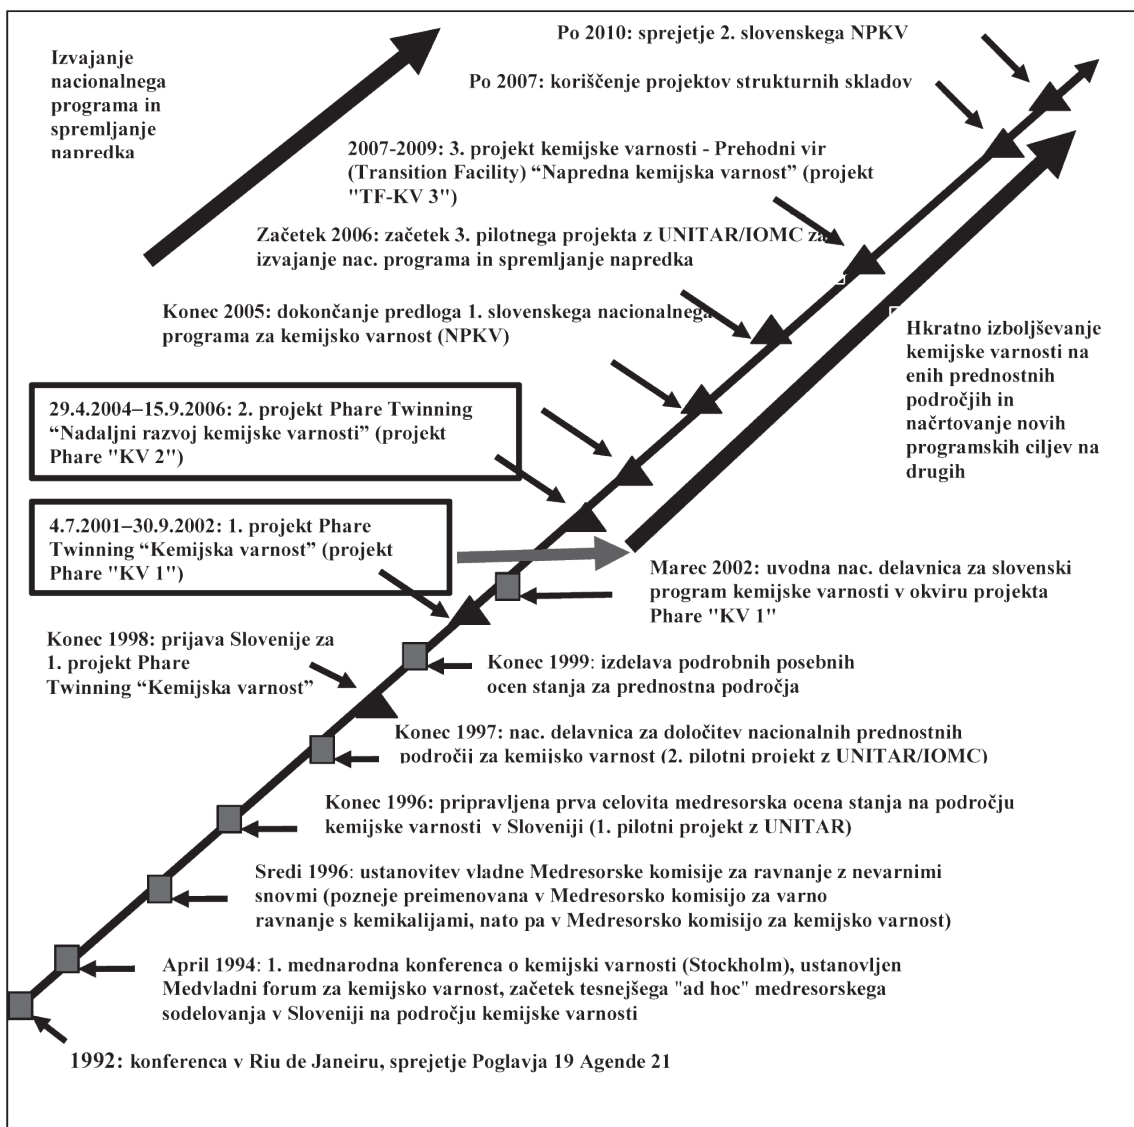 Po 2010: sprejetje 2. slovenskega NPKV
Izvajanje
nacionalnega
programa in
spremljanje
napredka
Po 2007: koriščenje projektov strukturnih skladov
2007-2009: 3. projekt kemijske varnosti - Prehodni vir
(Transition Facility) “Napredna kemijska varnost” (projekt
"TF-KV 3")
Začetek 2006: začetek 3. pilotnega projekta z UNITAR/IOMC za
izvajanje nac. programa in spremljanje napredka
Konec 2005: dokončanje predloga 1. slovenskega nacionalnega
programa za kemijsko varnost (NPKV)
Hkratno izboljševanje
kemijske varnosti na
enih prednostnih
področjih in
načrtovanje novih
programskih ciljev na
drugih
29.4.2004–15.9.2006: 2. projekt Phare Twinning
“Nadaljni razvoj kemijske varnosti” (projekt
Phare "KV 2")
4.7.2001–30.9.2002: 1. projekt Phare
Twinning “Kemijska varnost” (projekt
Phare "KV 1")
Marec 2002: uvodna nac. delavnica za slovenski
program kemijske varnosti v okviru projekta
Phare "KV 1"
Konec 1998: prijava Slovenije za
1. projekt Phare
Twinning “Kemijska varnost”
Konec 1999: izdelava podrobnih posebnih
ocen stanja za prednostna področja
Konec 1997: nac. delavnica za določitev nacionalnih prednostnih
področij za kemijsko varnost (2. pilotni projekt z UNITAR/IOMC)
Konec 1996: pripravljena prva celovita medresorska ocena stanja na področju
kemijske varnosti v Sloveniji (1. pilotni projekt z UNITAR)
Sredi 1996: ustanovitev vladne Medresorske komisije za ravnanje z nevarnimi
snovmi (pozneje preimenovana v Medresorsko komisijo za varno
ravnanje s kemikalijami, nato pa v Medresorsko komisijo za kemijsko varnost)
April 1994: 1. mednarodna konferenca o kemijski varnosti (Stockholm), ustanovljen
Medvladni forum za kemijsko varnost, začetek tesnejšega "ad hoc" medresorskega
sodelovanja v Sloveniji na področju kemijske varnosti
1992: konferenca v Riu de Janeiru, sprejetje Poglavja 19 Agende 21